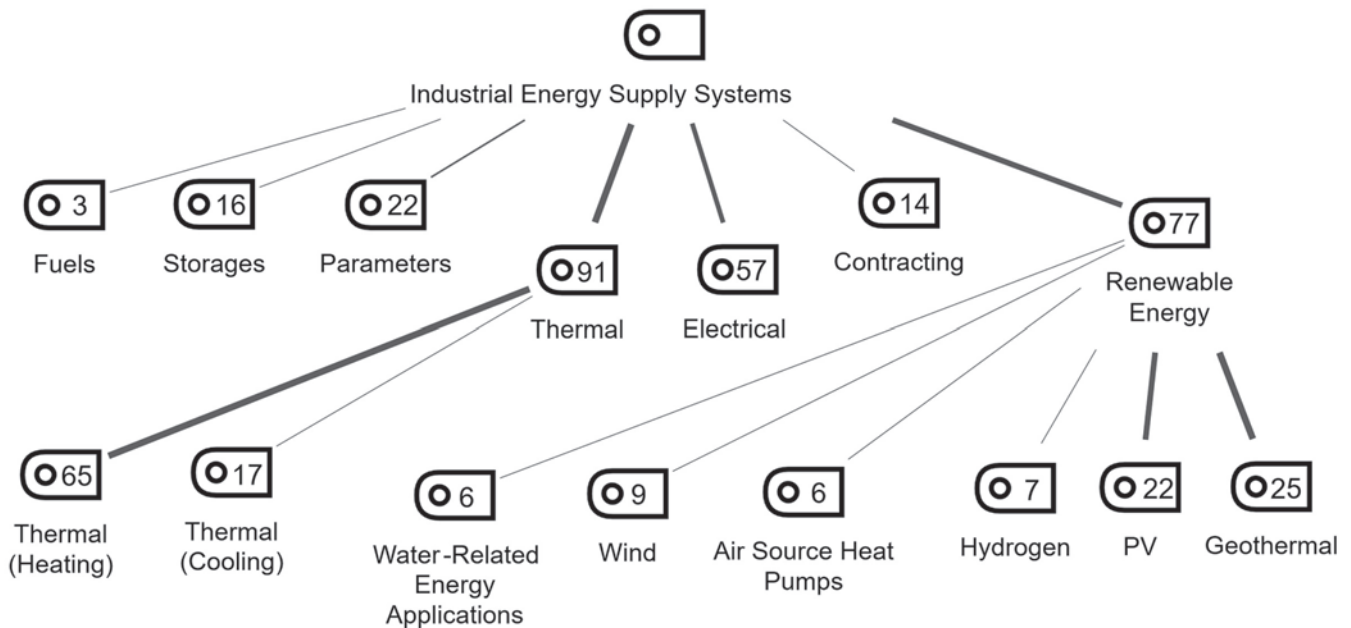 Industrial Energy Supply Systems
3
Fuels
16
Storages
22
Parameters
91
Thermal
57
Electrical
14
Contracting
77
Renewable
Energy
65
Thermal
(Heating)
17
Thermal
(Cooling)
6
Water-Related
Energy
Applications
9
Wind
6
Air Source Heat
Pumps
7
Hydrogen
22
PV
25
Geothermal